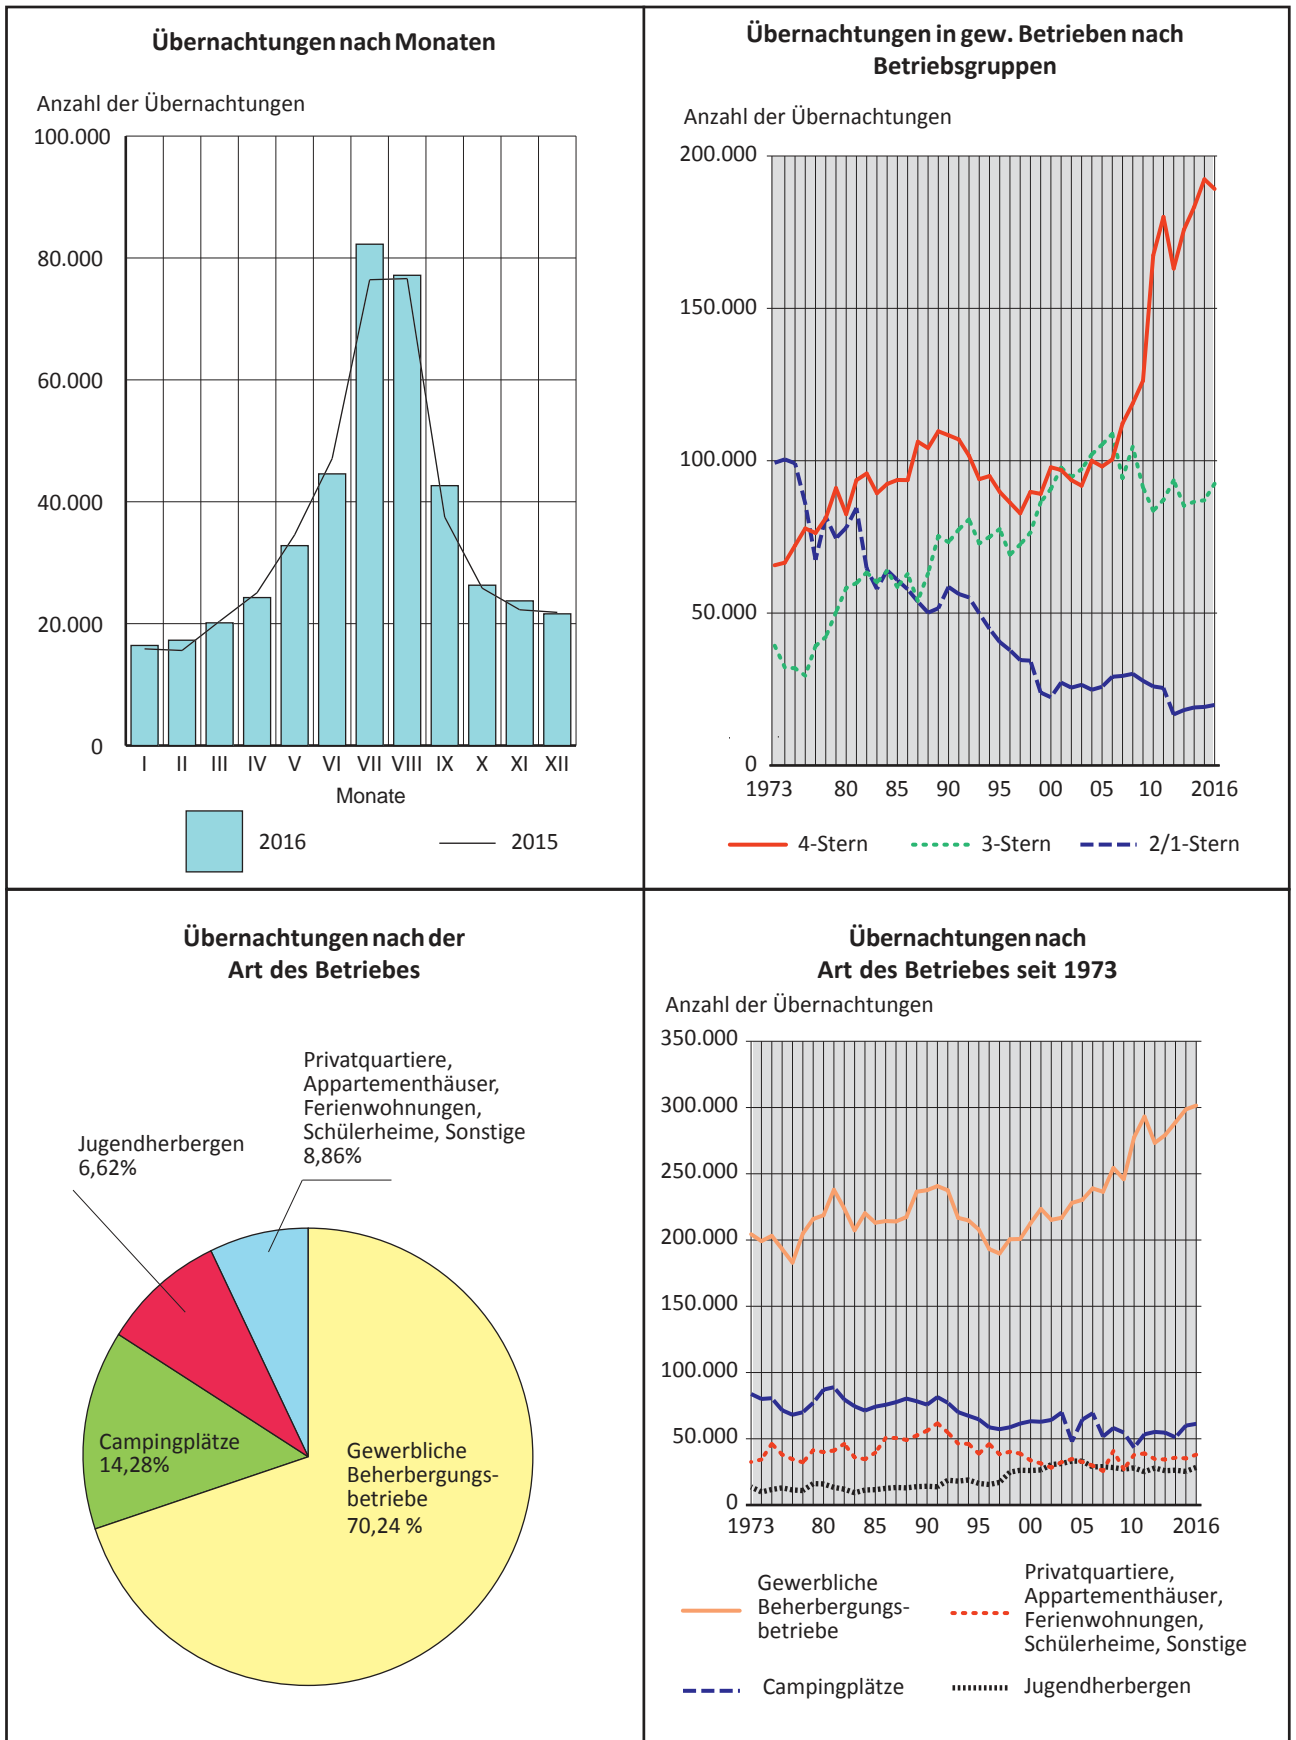 Übernachtungen nach Monaten
Anzahl der Übernachtungen
100.000
80.000
60.000
40.000
20.000
0
I II III IV V VI VII VIII IX X XI XII
Monate
2016 2015
Übernachtungen in gew. Betrieben nach
Betriebsgruppen
Anzahl der Übernachtungen
200.000
150.000
100.000
50.000
0
1973 80 85 90 95 00 05 10 2016
4-Stern 3-Stern 2/1-Stern
Übernachtungen nach der
Art des Betriebes
Privatquartiere,
Appartementhäuser,
Ferienwohnungen,
Schülerheime, Sonstige
8,86%
Jugendherbergen
6,62%
Campingplätze
14,28%
Gewerbliche
Beherbergungs-
betriebe
70,24 %
Übernachtungen nach
Art des Betriebes seit 1973
Anzahl der Übernachtungen
350.000
300.000
250.000
200.000
150.000
100.000
50.000
0
1973 80 85 90 95 00 05 10 2016
Gewerbliche
Beherbergungs-
betriebe
Privatquartiere,
Appartementhäuser,
Ferienwohnungen,
Schülerheime, Sonstige
Campingplätze
Jugendherbergen